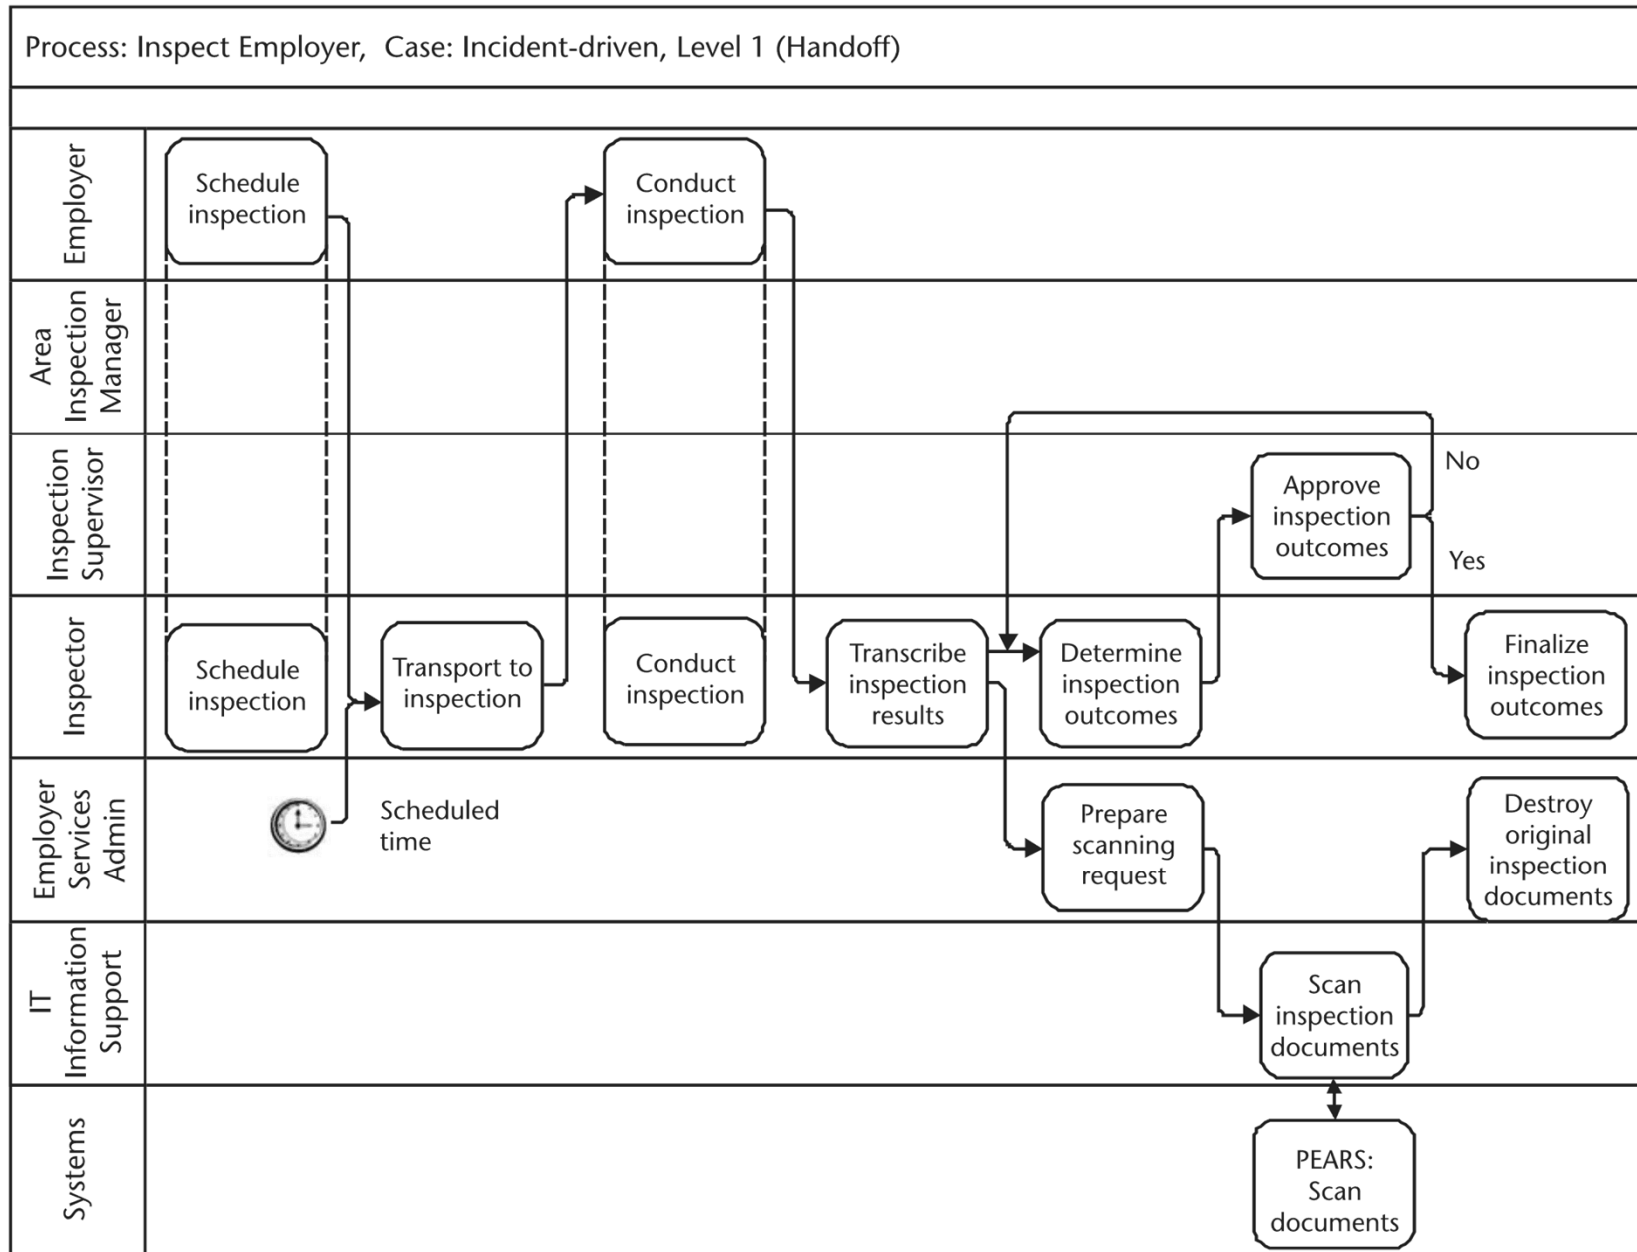 Process: Inspect Employer,  Case: Incident-driven, Level 1 (Handoff)
Employer
Schedule
inspection
Conduct
inspection
Area
Inspection
Manager
Inspection
Supervisor
Approve
inspection
outcomes
No
Yes
Inspector
Schedule
inspection
Transport to
inspection
Conduct
inspection
Transcribe
inspection
results
Determine
inspection
outcomes
Finalize
inspection
outcomes
Employer
Services
Admin
Scheduled
time
Prepare
scanning
request
Destroy
original
inspection
documents
IT
Information
Support
Scan
inspection
documents
Systems
PEARS:
Scan
documents